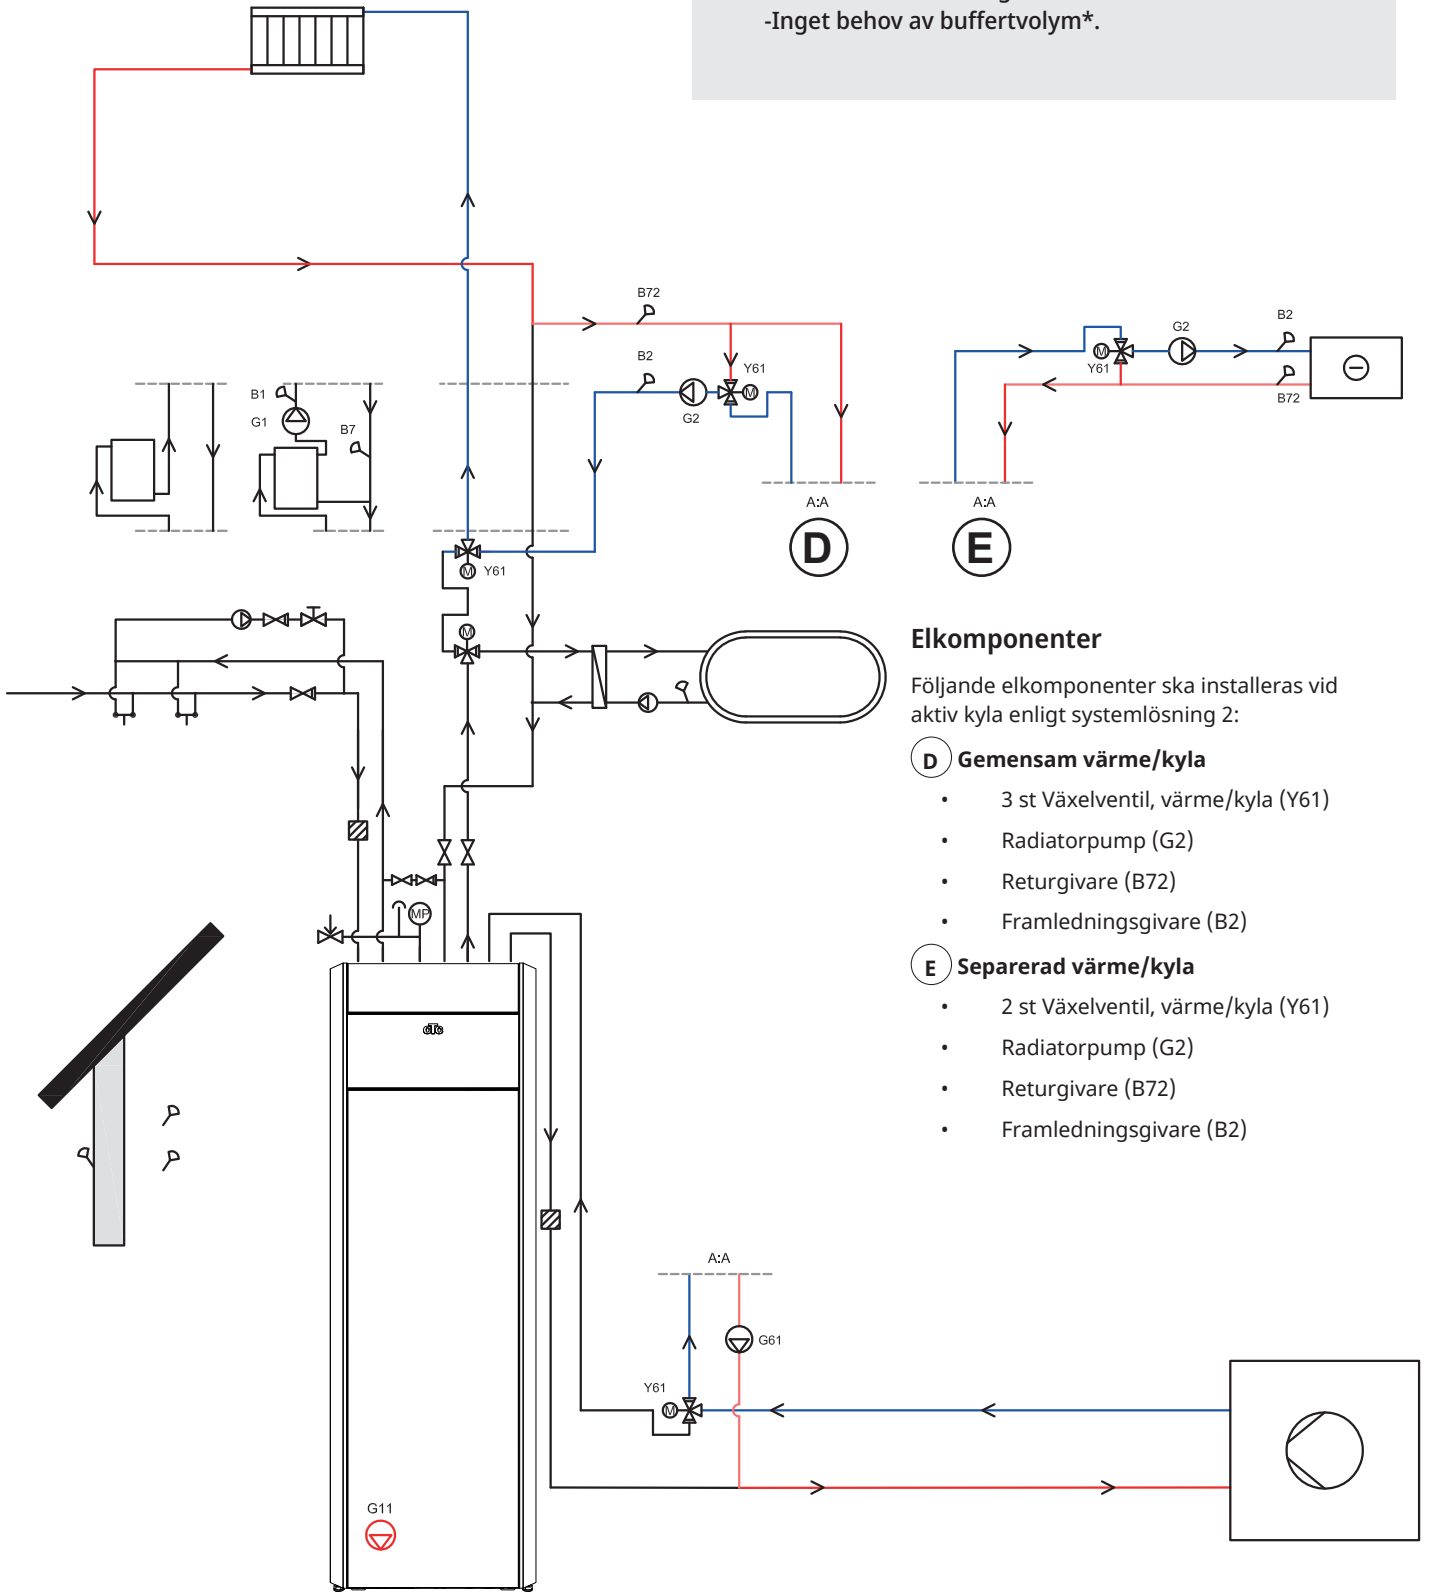 -Inget behov av buffertvolym*.
B72
B2
Y61
M
G2
A:A
D
B2
G2
M
Y61
B72
A:A
E
B1
G1
B7
M
Y61
M
MP
CTC
Elkomponenter
Följande elkomponenter ska installeras vid
aktiv kyla enligt systemlösning 2:
D Gemensam värme/kyla
• 3 st Växelventil, värme/kyla (Y61)
• Radiatorpump (G2)
• Returgivare (B72)
• Framledningsgivare (B2)
E Separerad värme/kyla
• 2 st Växelventil, värme/kyla (Y61)
• Radiatorpump (G2)
• Returgivare (B72)
• Framledningsgivare (B2)
A:A
G61
Y61
M
G11